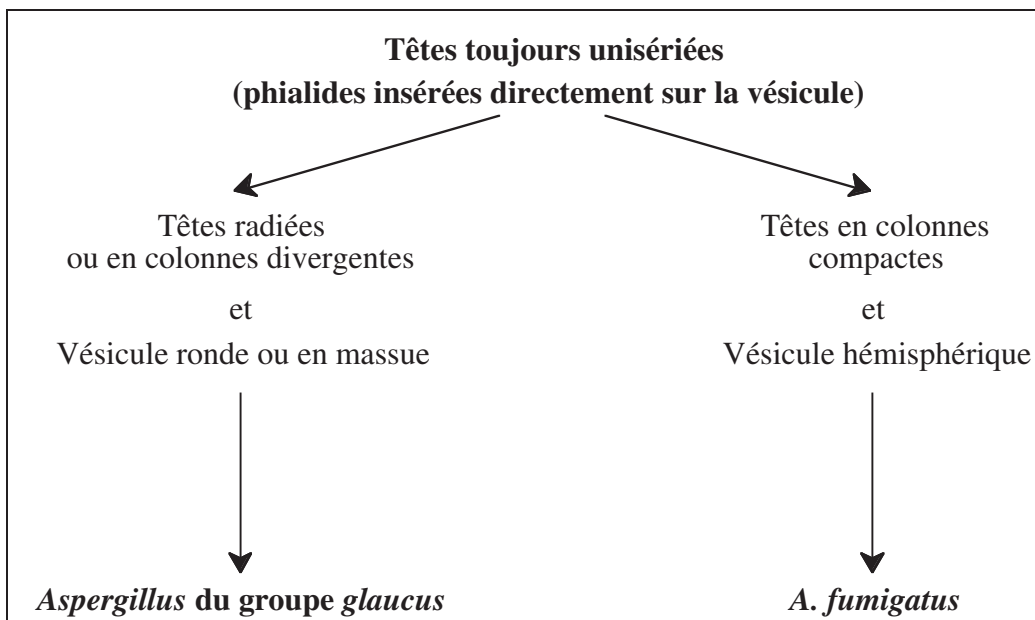 Têtes toujours unisériées
(phialides insérées directement sur la vésicule)
Têtes radiées
ou en colonnes divergentes
et
Vésicule ronde ou en massue
Aspergillus du groupe glaucus
Têtes en colonnes
compactes
et
Vésicule hémisphérique
A. fumigatus